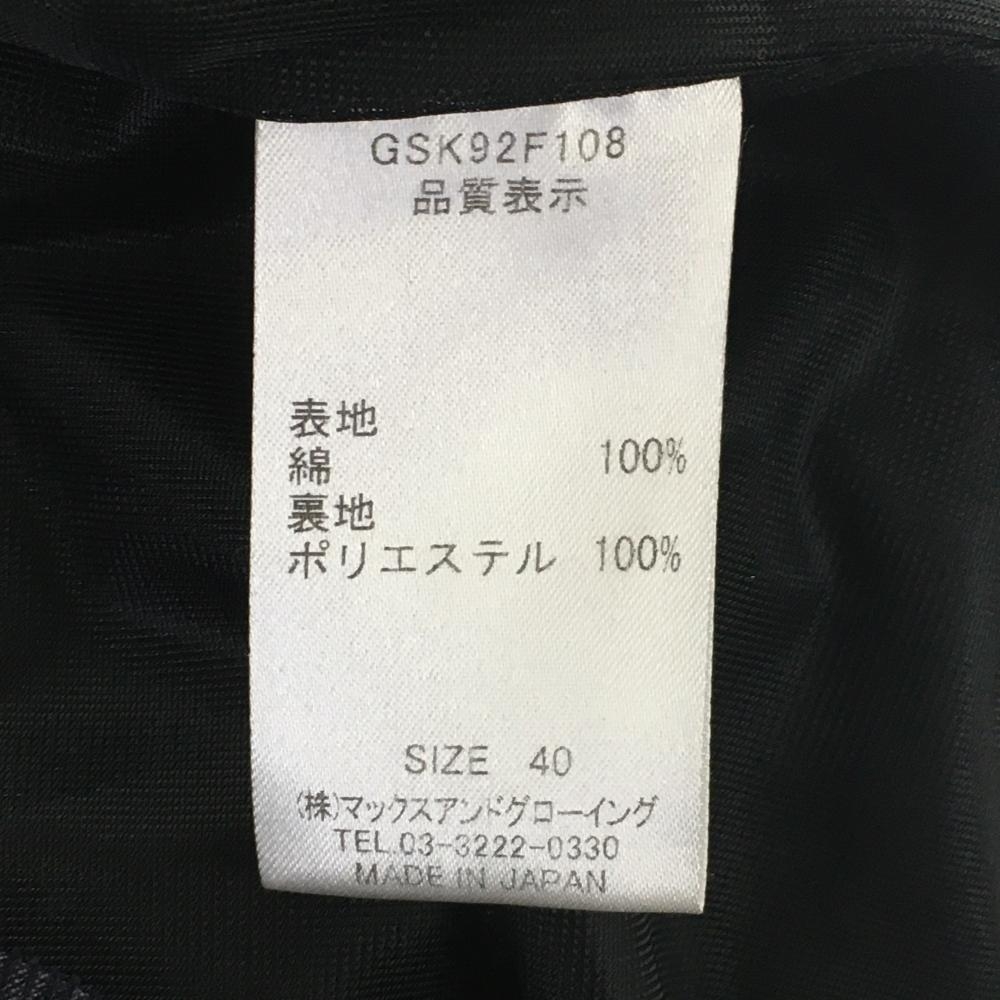 GSK92F108
品質表示
表地
綿 100%
裏地
ポリエステル 100%
SIZE 40
(株)マックスアンドグローイング
TEL.03-3222-0330
MADE IN JAPAN